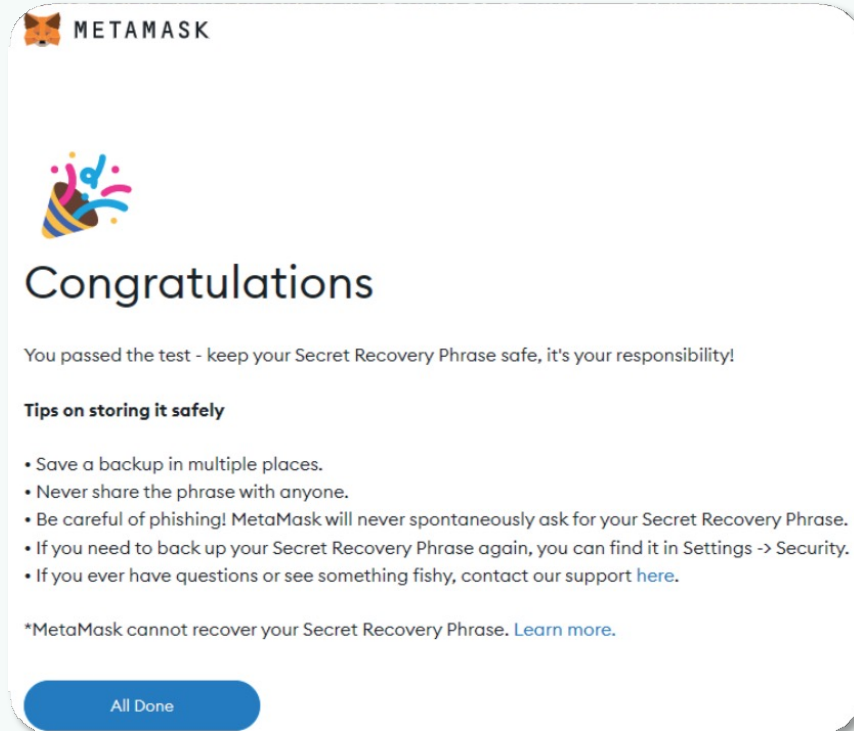 METAMASK
Congratulations
You passed the test - keep your Secret Recovery Phrase safe, it's your responsibility!
Tips on storing it safely
• Save a backup in multiple places.
• Never share the phrase with anyone.
• Be careful of phishing! MetaMask will never spontaneously ask for your Secret Recovery Phrase.
• If you need to back up your Secret Recovery Phrase again, you can find it in Settings -> Security.
• If you ever have questions or see something fishy, contact our support here.
*MetaMask cannot recover your Secret Recovery Phrase. Learn more.
All Done